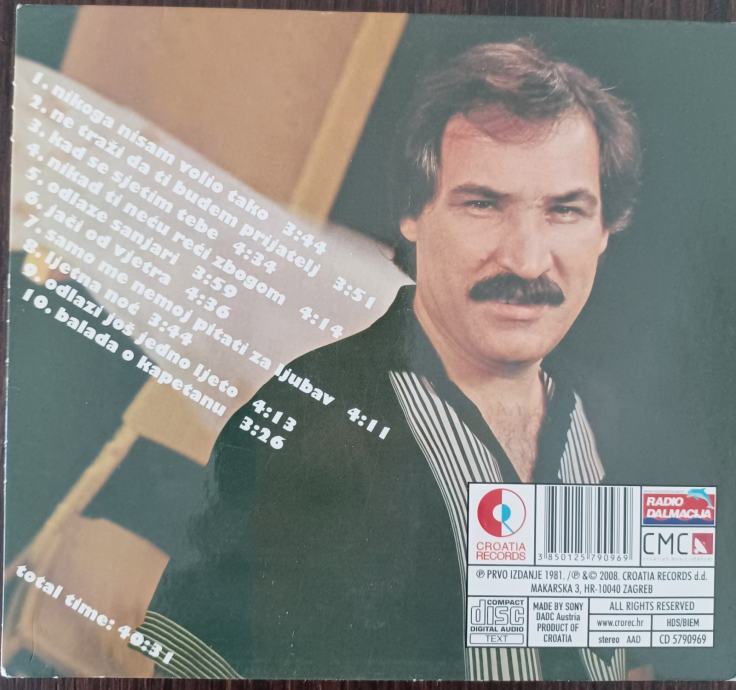 1. nikoga nisam volio tako 3:44
2. ne traži da ti budem prijatelj 3:51
3. kad se sjetim tebe 4:34
4. nikad ti neću reći zbogom 4:14
5. odlaze sanjari 3:59
6. jači od vjetra 4:36
7. samo me nemoj pitati za ljubav 4:11
8. ljetna noć 3:44
9. odlazi još jedno ljeto 4:13
10. balada o kapetanu 3:26
total time: 40:31
CROATIA
RECORDS
3 850125 790969
RADIO
DALMACIJA
CMC
℗ PRVO IZDANJE 1981. /℗ &© 2008. CROATIA RECORDS d.d.
MAKARSKA 3, HR-10040 ZAGREB
COMPACT
disc
DIGITAL AUDIO
TEXT
MADE BY SONY
DADC Austria
PRODUCT OF
CROATIA
ALL RIGHTS RESERVED
www.crorec.hr HDS/BIEM
stereo AAD CD 5790969